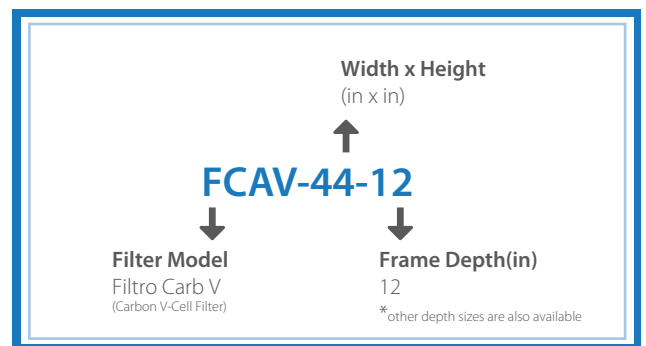 Width x Height
(in x in)
FCAV-44-12
Filter Model
Filtro Carb V
(Carbon V-Cell Filter)
Frame Depth(in)
12
*other depth sizes are also available